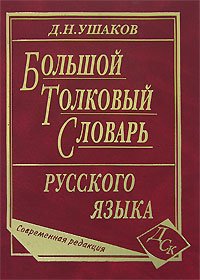 Д.Н.УШАКОВ
БОЛЬШОЙ
ТОЛКОВЫЙ
СЛОВАРЬ
РУССКОГО
ЯЗЫКА
Современная редакция
ДСК